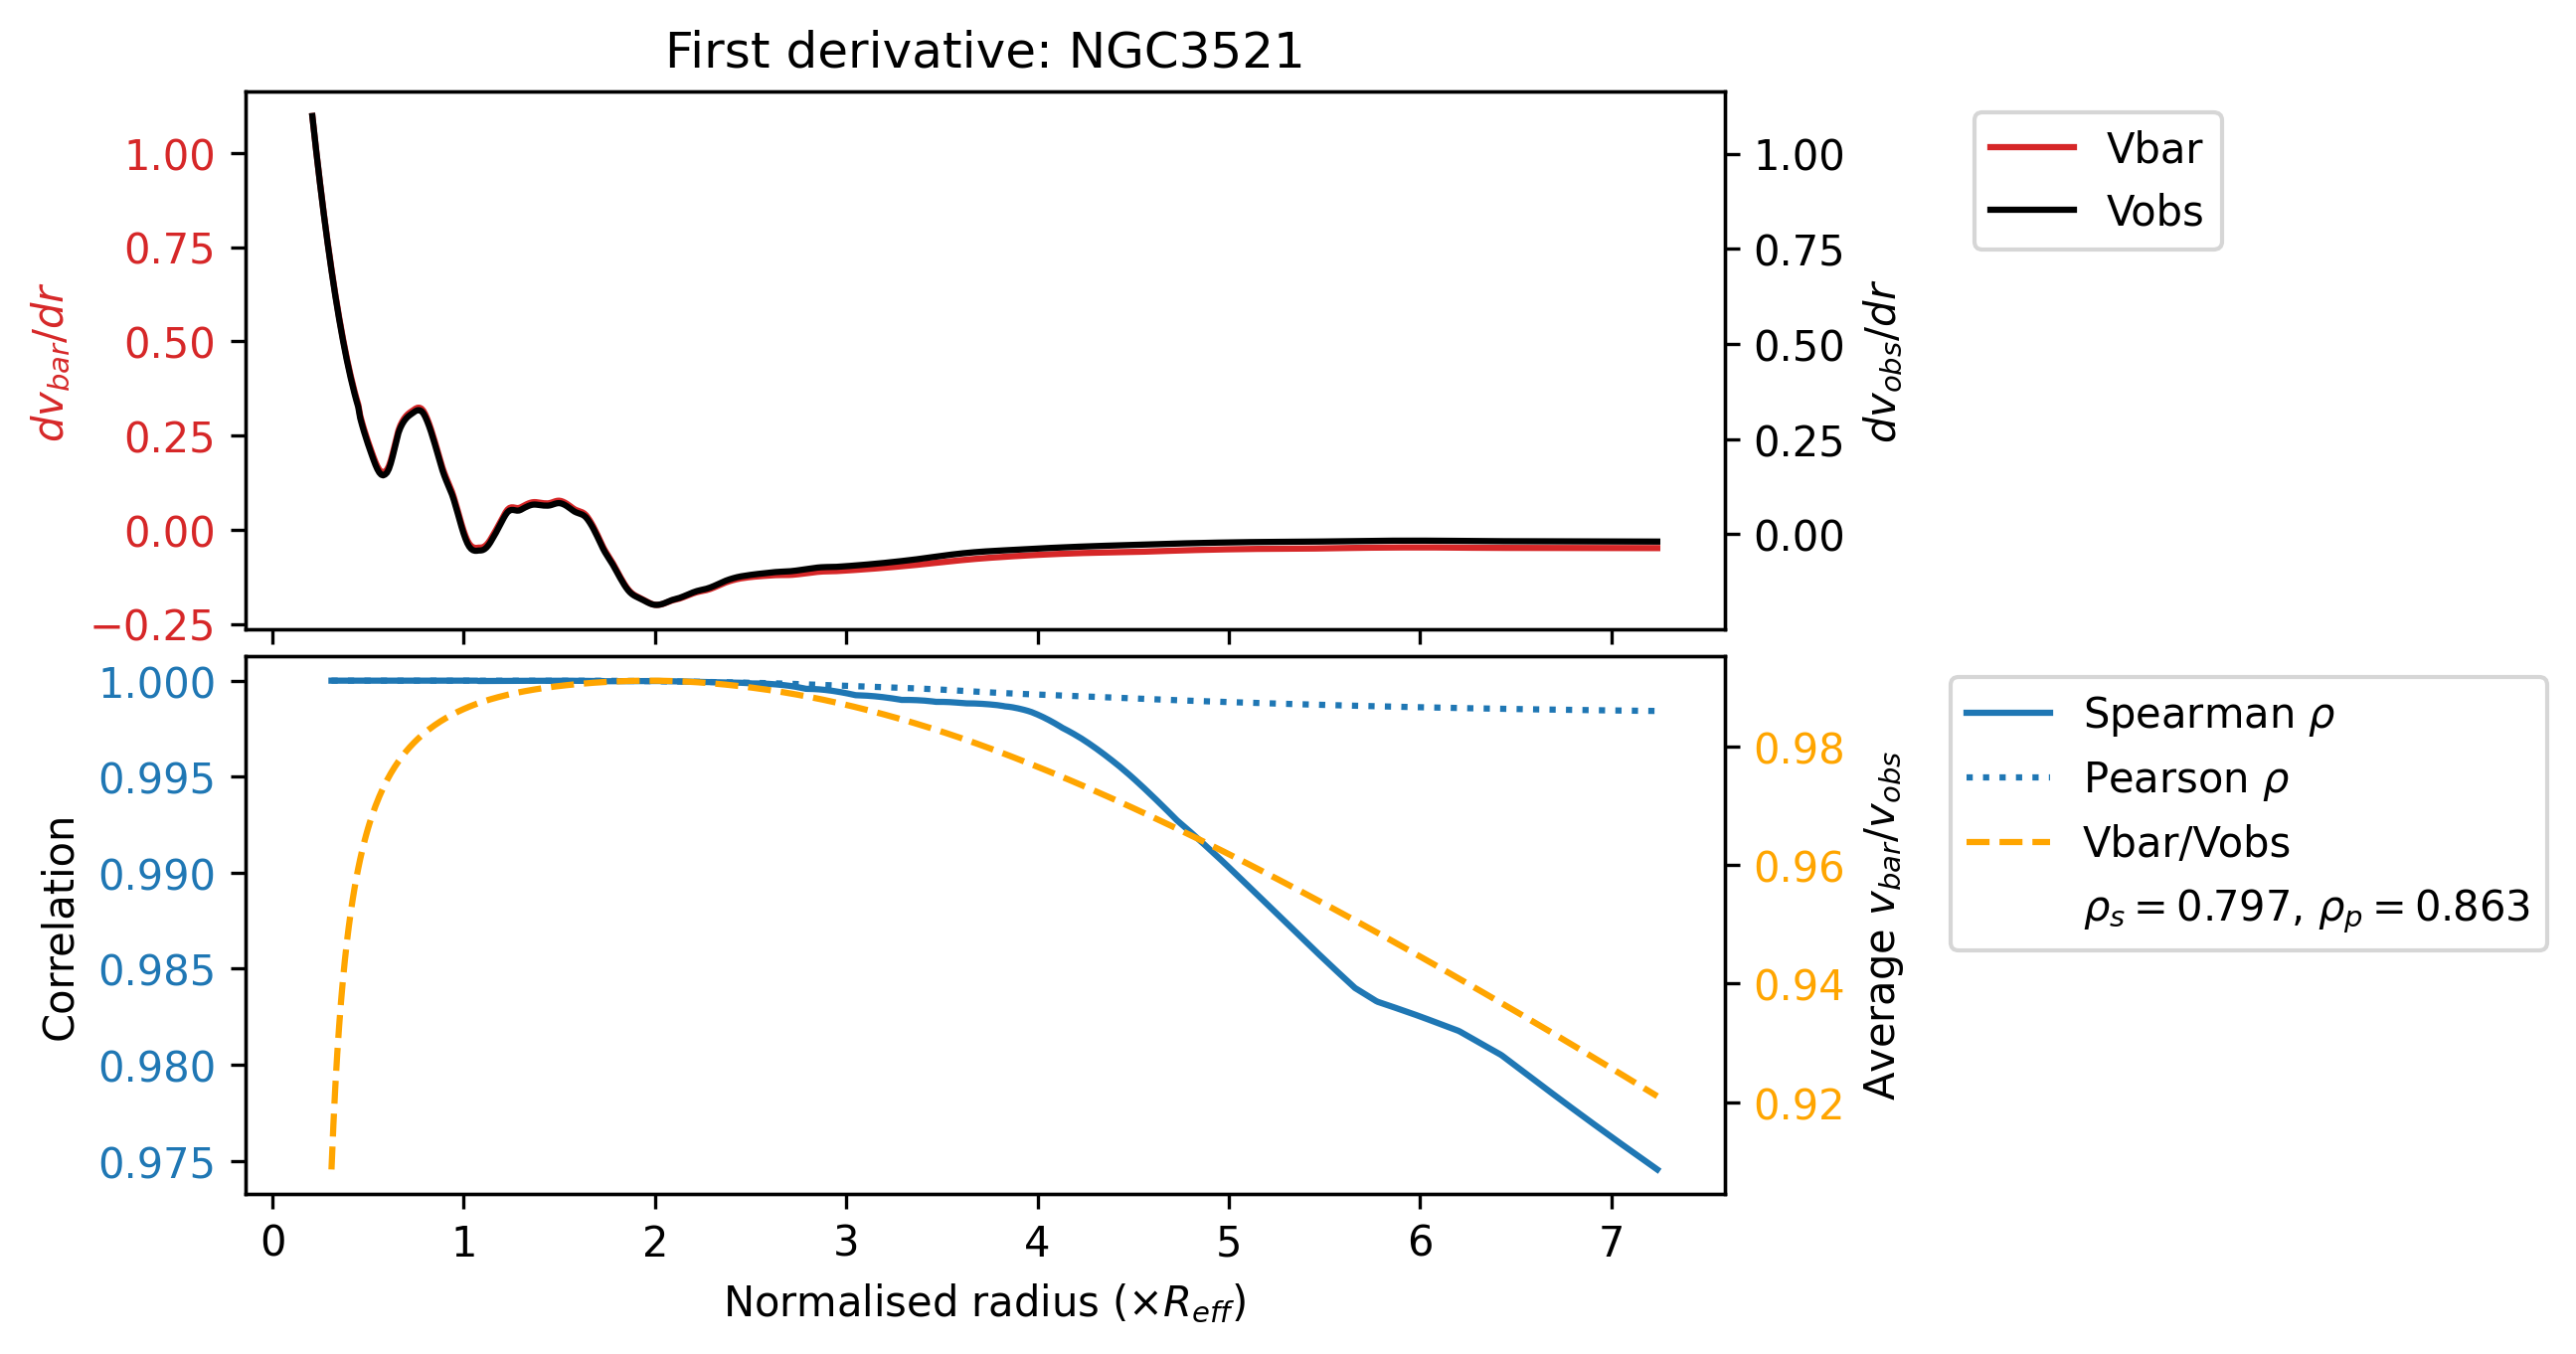 First derivative: NGC3521
1.00
0.75
0.50
0.25
0.00
−0.25
dv_bar/dr
1.00
0.75
0.50
0.25
0.00
dv_obs/dr
Vbar
Vobs
1.000
0.995
0.990
0.985
0.980
0.975
Correlation
0.98
0.96
0.94
0.92
Average v_bar/v_obs
Spearman ρ
Pearson ρ
Vbar/Vobs
ρ_s = 0.797, ρ_p = 0.863
0 1 2 3 4 5 6 7
Normalised radius (×R_eff)